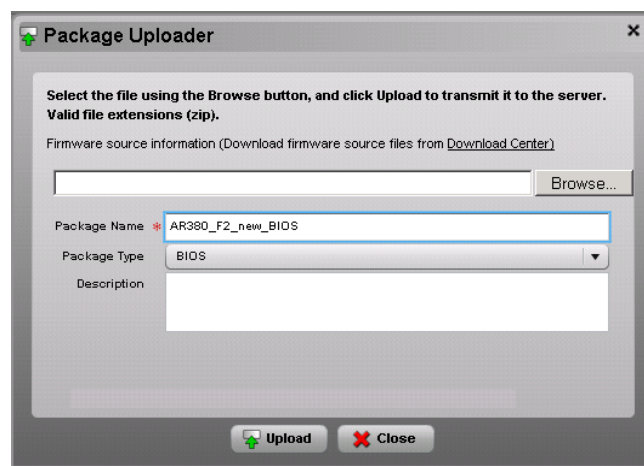 Package Uploader
Select the file using the Browse button, and click Upload to transmit it to the server.
Valid file extensions (zip).
Firmware source information (Download firmware source files from Download Center)
Browse...
Package Name * AR380_F2_new_BIOS
Package Type BIOS
Description
Upload Close